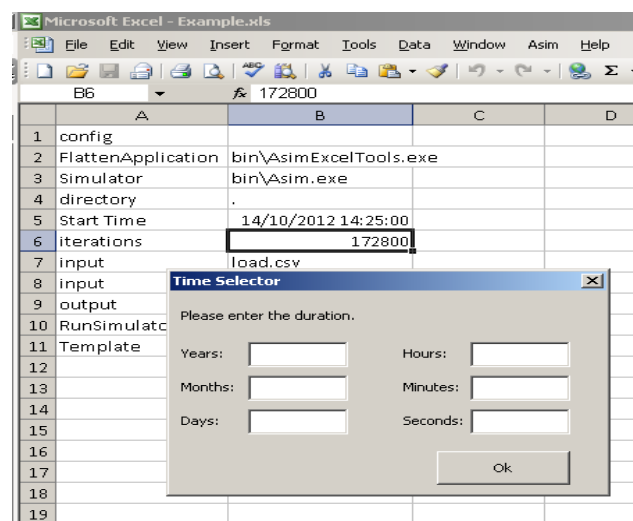 Microsoft Excel - Example.xls
File Edit View Insert Format Tools Data Window Asim Help
ABC Σ
B6 fx 172800
A B C D
1 config
2 FlattenApplication bin\AsimExcelTools.exe
3 Simulator bin\Asim.exe
4 directory .
5 Start Time 14/10/2012 14:25:00
6 iterations 172800
7 input load.csv
8 input
9 output
10
11 Template
12
13
14
15
16
17
18
19
Time Selector
Please enter the duration.
Years: Hours:
Months: Minutes:
Days: Seconds:
Ok